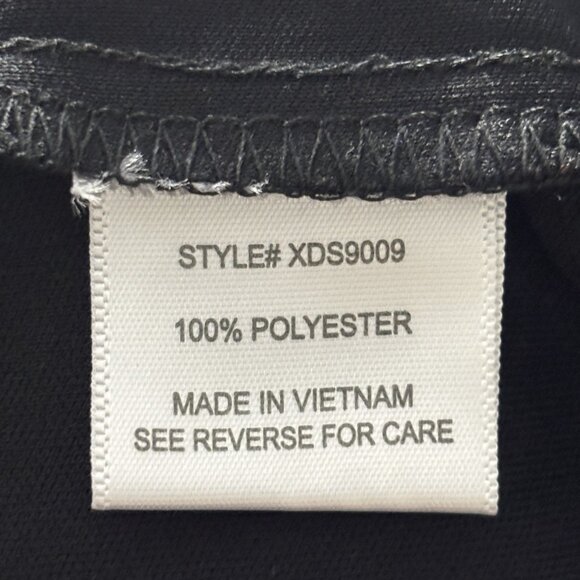 STYLE# XDS9009
100% POLYESTER
MADE IN VIETNAM
SEE REVERSE FOR CARE